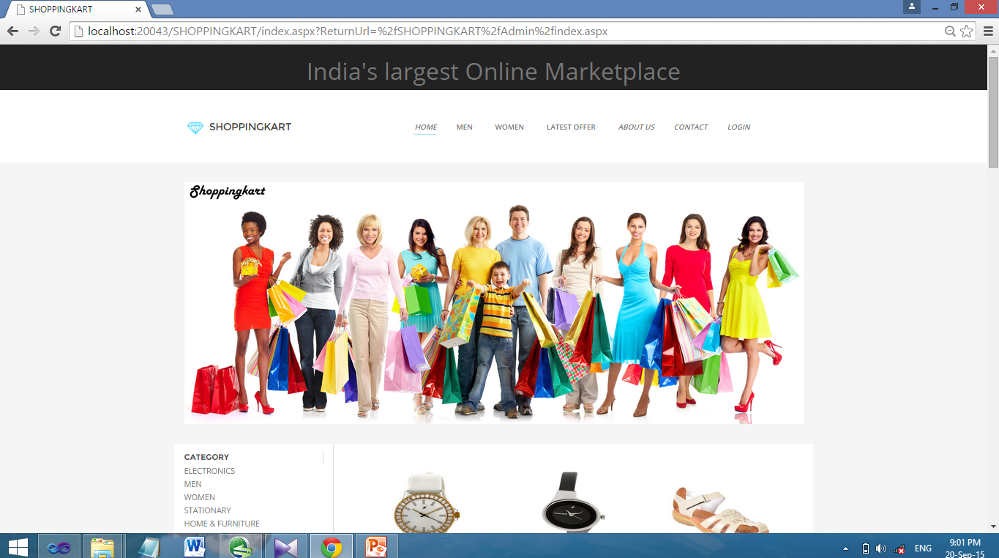 SHOPPINGKART
localhost:20043/SHOPPINGKART/index.aspx?ReturnUrl=%2fSHOPPINGKART%2fAdmin%2findex.aspx
India's largest Online Marketplace
SHOPPINGKART HOME MEN WOMEN LATEST OFFER ABOUT US CONTACT LOGIN
Shoppingkart
CATEGORY
ELECTRONICS
MEN
WOMEN
STATIONARY
HOME & FURNITURE
ENG 9:01 PM
20-Sep-15